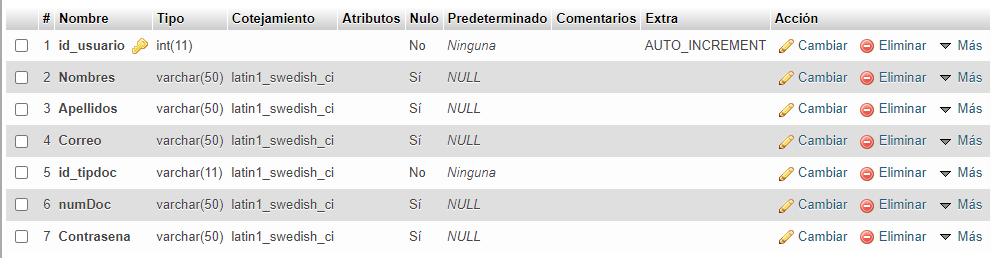 # Nombre Tipo Cotejamiento Atributos Nulo Predeterminado Comentarios Extra Acción
1 id_usuario int(11) No Ninguna AUTO_INCREMENT Cambiar Eliminar Más
2 Nombres varchar(50) latin1_swedish_ci Sí NULL Cambiar Eliminar Más
3 Apellidos varchar(50) latin1_swedish_ci Sí NULL Cambiar Eliminar Más
4 Correo varchar(50) latin1_swedish_ci Sí NULL Cambiar Eliminar Más
5 id_tipdoc varchar(11) latin1_swedish_ci No Ninguna Cambiar Eliminar Más
6 numDoc varchar(50) latin1_swedish_ci Sí NULL Cambiar Eliminar Más
7 Contrasena varchar(50) latin1_swedish_ci Sí NULL Cambiar Eliminar Más